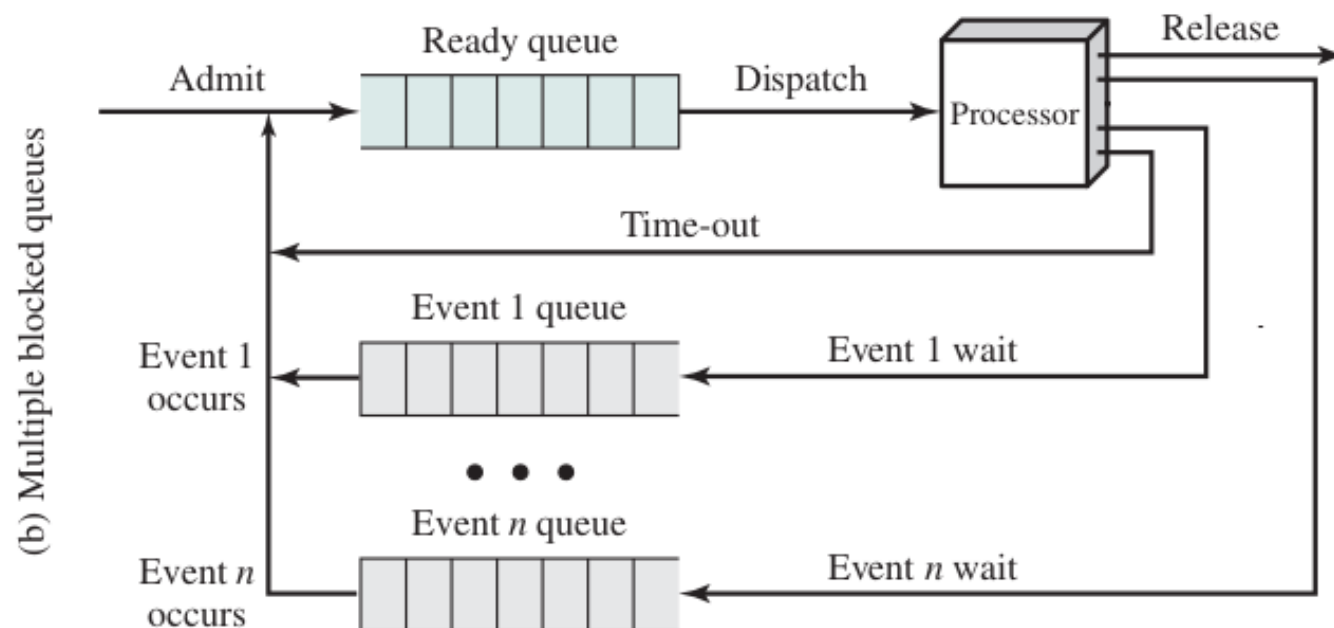 Release
Ready queue
Admit
Dispatch
Processor
Time-out
Event 1 queue
Event 1 wait
Event 1
occurs
Event n queue
Event n wait
Event n
occurs
(b) Multiple blocked queues